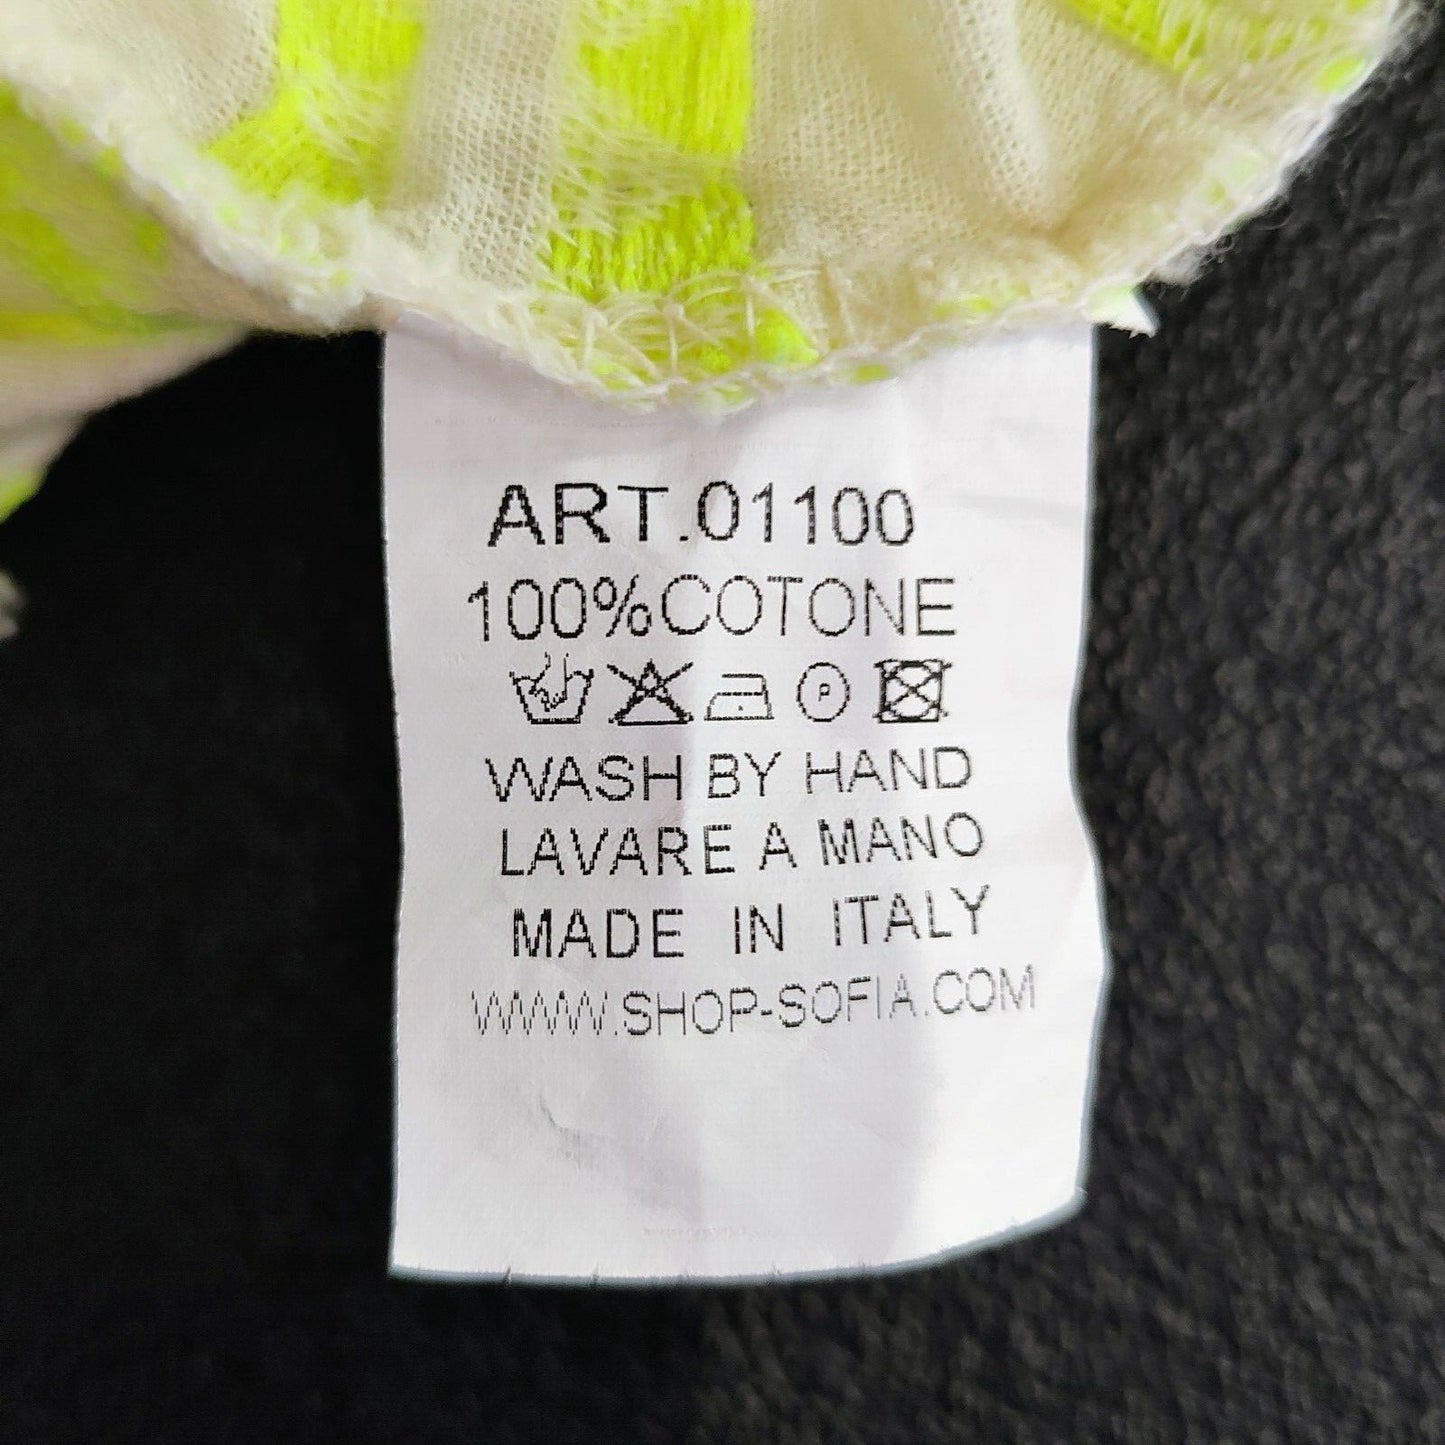 ART.01100
100%COTONE
P
WASH BY HAND
LAVARE A MANO
MADE IN ITALY
WWW.SHOP-SOFIA.COM